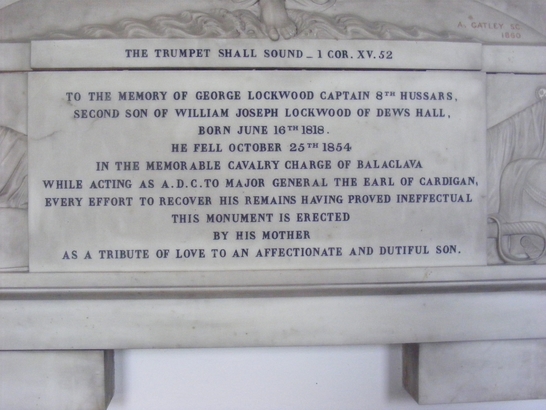 A. GATLEY SC
1860
THE TRUMPET SHALL SOUND _ 1 COR. XV. 52
TO THE MEMORY OF GEORGE LOCKWOOD CAPTAIN 8TH HUSSARS,
SECOND SON OF WILLIAM JOSEPH LOCKWOOD OF DEWS HALL,
BORN JUNE 16TH 1818.
HE FELL OCTOBER 25TH 1854
IN THE MEMORABLE CAVALRY CHARGE OF BALACLAVA
WHILE ACTING AS A.D.C. TO MAJOR GENERAL THE EARL OF CARDIGAN,
EVERY EFFORT TO RECOVER HIS REMAINS HAVING PROVED INEFFECTUAL
THIS MONUMENT IS ERECTED
BY HIS MOTHER
AS A TRIBUTE OF LOVE TO AN AFFECTIONATE AND DUTIFUL SON.